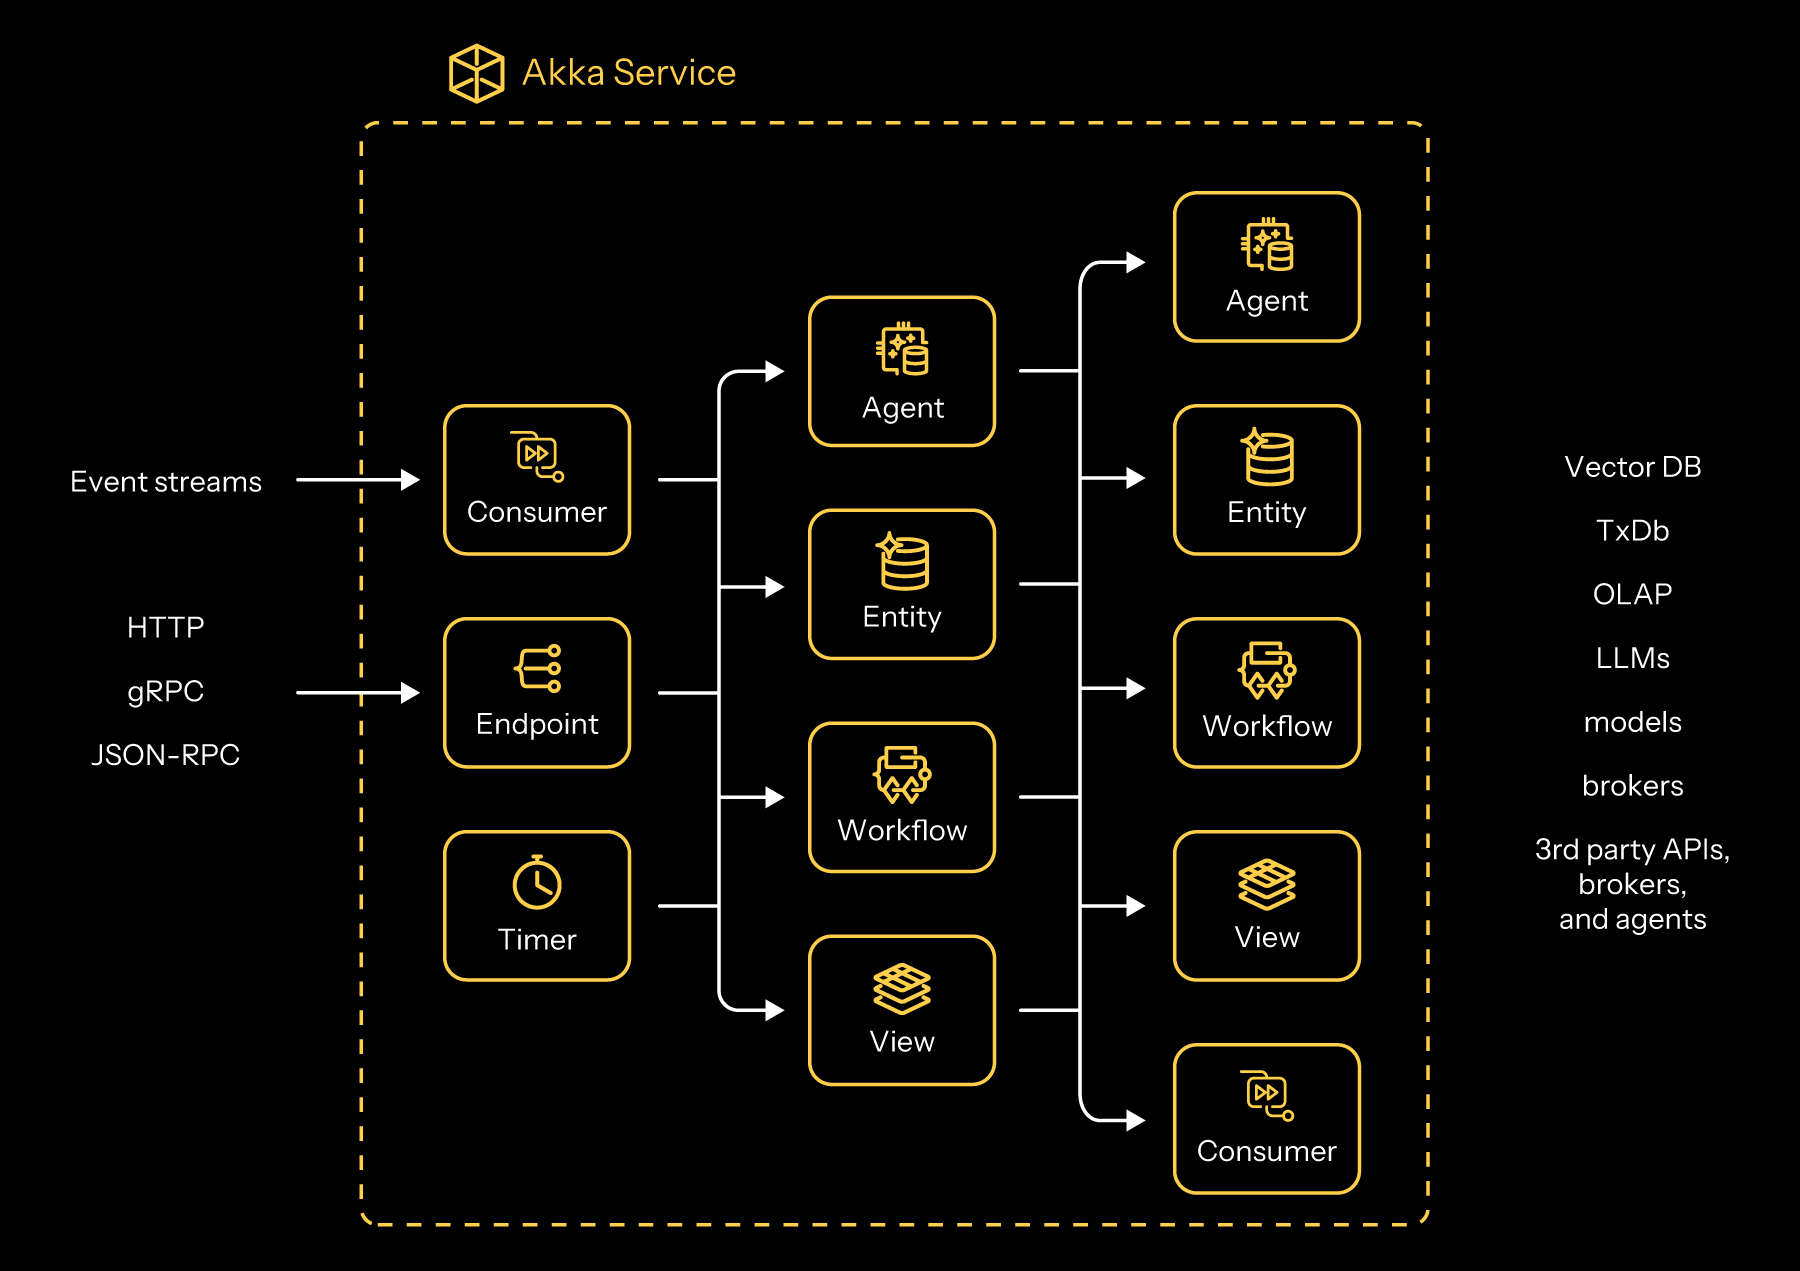 Akka Service
Event streams
HTTP
gRPC
JSON-RPC
Consumer
Endpoint
Timer
Agent
Entity
Workflow
View
Agent
Entity
Workflow
View
Consumer
Vector DB
TxDb
OLAP
LLMs
models
brokers
3rd party APIs,
brokers,
and agents